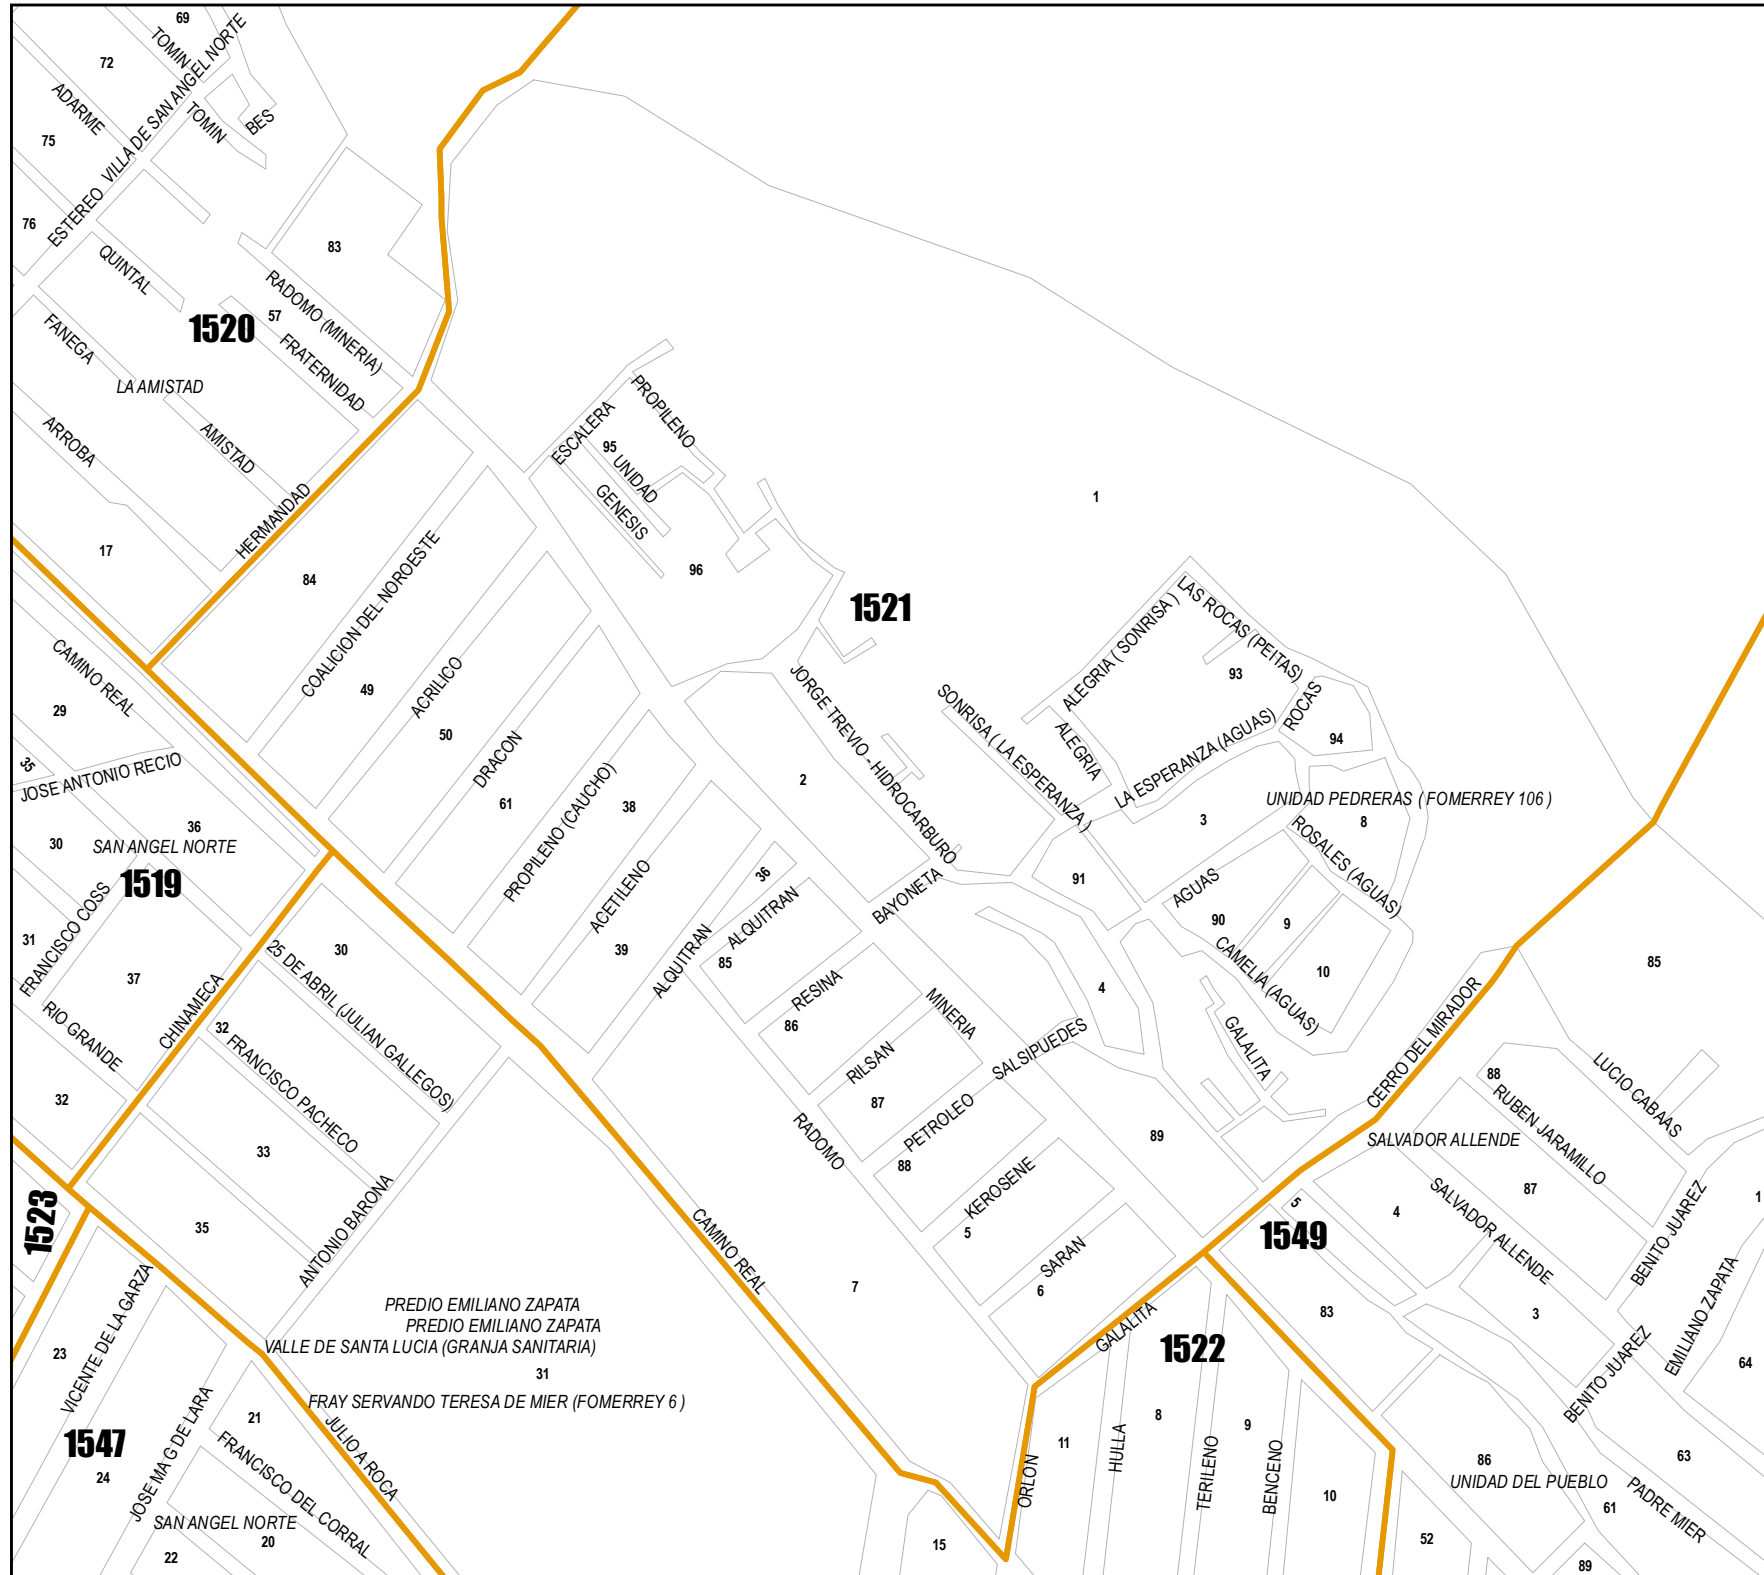 69
TOMIN
72
ESTEREO VILLA DE SAN ANGEL NORTE
ADARME
TOMIN
BES
75
76
83
QUINTAL
RADOMO (MINERIA)
57
1520
FRATERNIDAD
FANEGA
LA AMISTAD
ARROBA
AMISTAD
HERMANDAD
17
84
ESCALERA
PROPILENO
95
UNIDAD
GENESIS
96
1
1521
COALICION DEL NOROESTE
49
ACRILICO
50
DRACON
61
PROPILENO (CAUCHO)
38
ACETILENO
39
ALQUITRAN
36
ALQUITRAN
85
2
JORGE TREVIO - HIDROCARBURO
SONRISA ( LA ESPERANZA )
ALEGRIA ( SONRISA )
LAS ROCAS (PEITAS)
93
ROCAS
94
ALEGRIA
LA ESPERANZA (AGUAS)
UNIDAD PEDRERAS ( FOMERREY 106 )
3
8
ROSALES (AGUAS)
91
AGUAS
90
9
CAMELIA (AGUAS)
10
BAYONETA
4
CAMINO REAL
29
35
JOSE ANTONIO RECIO
36
30
SAN ANGEL NORTE
1519
FRANCISCO COSS
31
37
RIO GRANDE
CHINAMECA
32
30
25 DE ABRIL (JULIAN GALLEGOS)
32
FRANCISCO PACHECO
33
35
ANTONIO BARONA
RESINA
86
MINERIA
RILSAN
87
SALSIPUEDES
PETROLEO
88
RADOMO
KEROSENE
5
SARAN
6
89
GALALITA
CERRO DEL MIRADOR
85
LUCIO CABAAS
88
RUBEN JARAMILLO
SALVADOR ALLENDE
87
SALVADOR ALLENDE
BENITO JUAREZ
1
4
5
1549
EMILIANO ZAPATA
83
3
64
BENITO JUAREZ
CAMINO REAL
7
GALALITA
1522
1523
PREDIO EMILIANO ZAPATA
PREDIO EMILIANO ZAPATA
VALLE DE SANTA LUCIA (GRANJA SANITARIA)
31
FRAY SERVANDO TERESA DE MIER (FOMERREY 6 )
23
VICENTE DE LA GARZA
1547
24
JOSE MA G DE LARA
21
JULIO A ROCA
FRANCISCO DEL CORRAL
SAN ANGEL NORTE
20
22
15
ORLON
11
HULLA
8
TERILENO
9
BENCENO
10
52
86
UNIDAD DEL PUEBLO
63
61
PADRE MIER
89